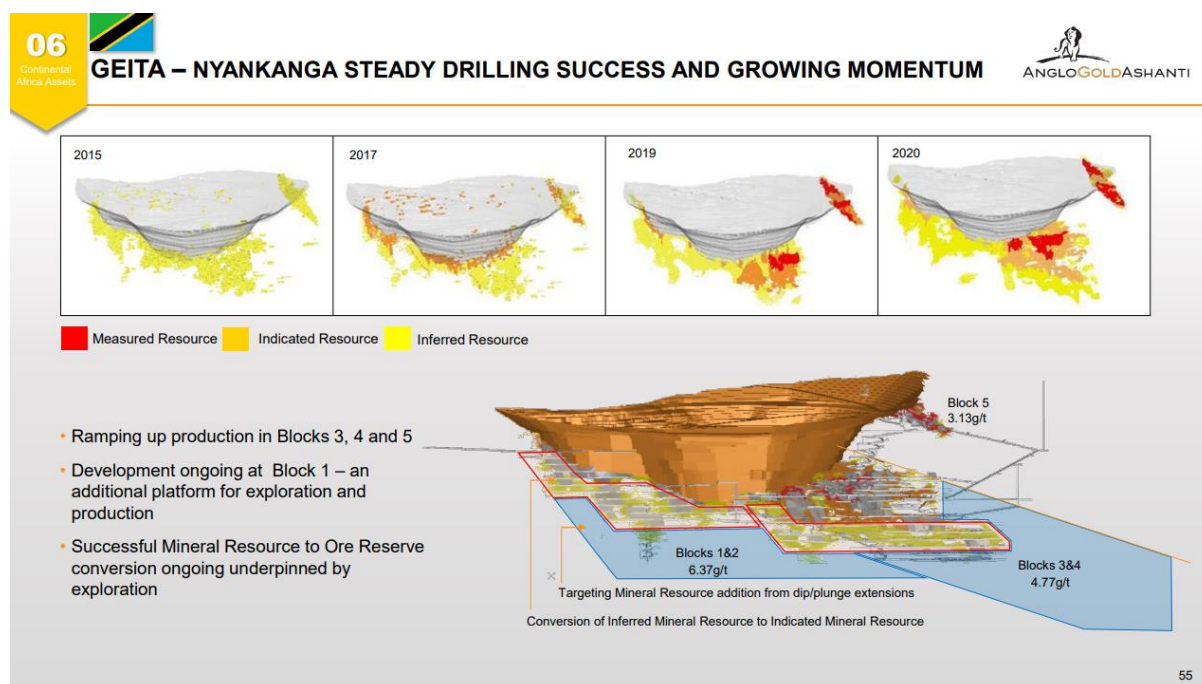 06
Continental
Africa Assets
GEITA – NYANKANGA STEADY DRILLING SUCCESS AND GROWING MOMENTUM
ANGLOGOLDASHANTI
2015
2017
2019
2020
Measured Resource
Indicated Resource
Inferred Resource
• Ramping up production in Blocks 3, 4 and 5
• Development ongoing at Block 1 – an
additional platform for exploration and
production
• Successful Mineral Resource to Ore Reserve
conversion ongoing underpinned by
exploration
Block 5
3.13g/t
Blocks 1&2
6.37g/t
Blocks 3&4
4.77g/t
Targeting Mineral Resource addition from dip/plunge extensions
Conversion of Inferred Mineral Resource to Indicated Mineral Resource
55